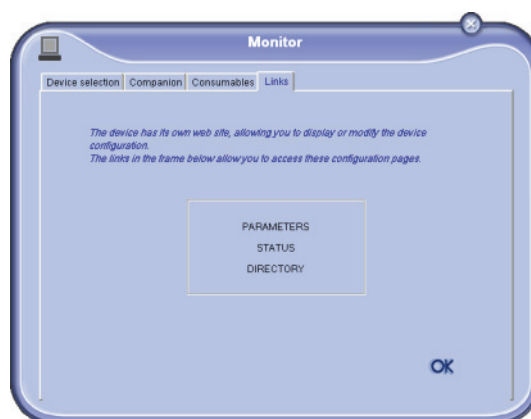 Monitor
Device selection Companion Consumables Links
The device has its own web site, allowing you to display or modify the device
configuration.
The links in the frame below allow you to access these configuration pages.
PARAMETERS
STATUS
DIRECTORY
OK